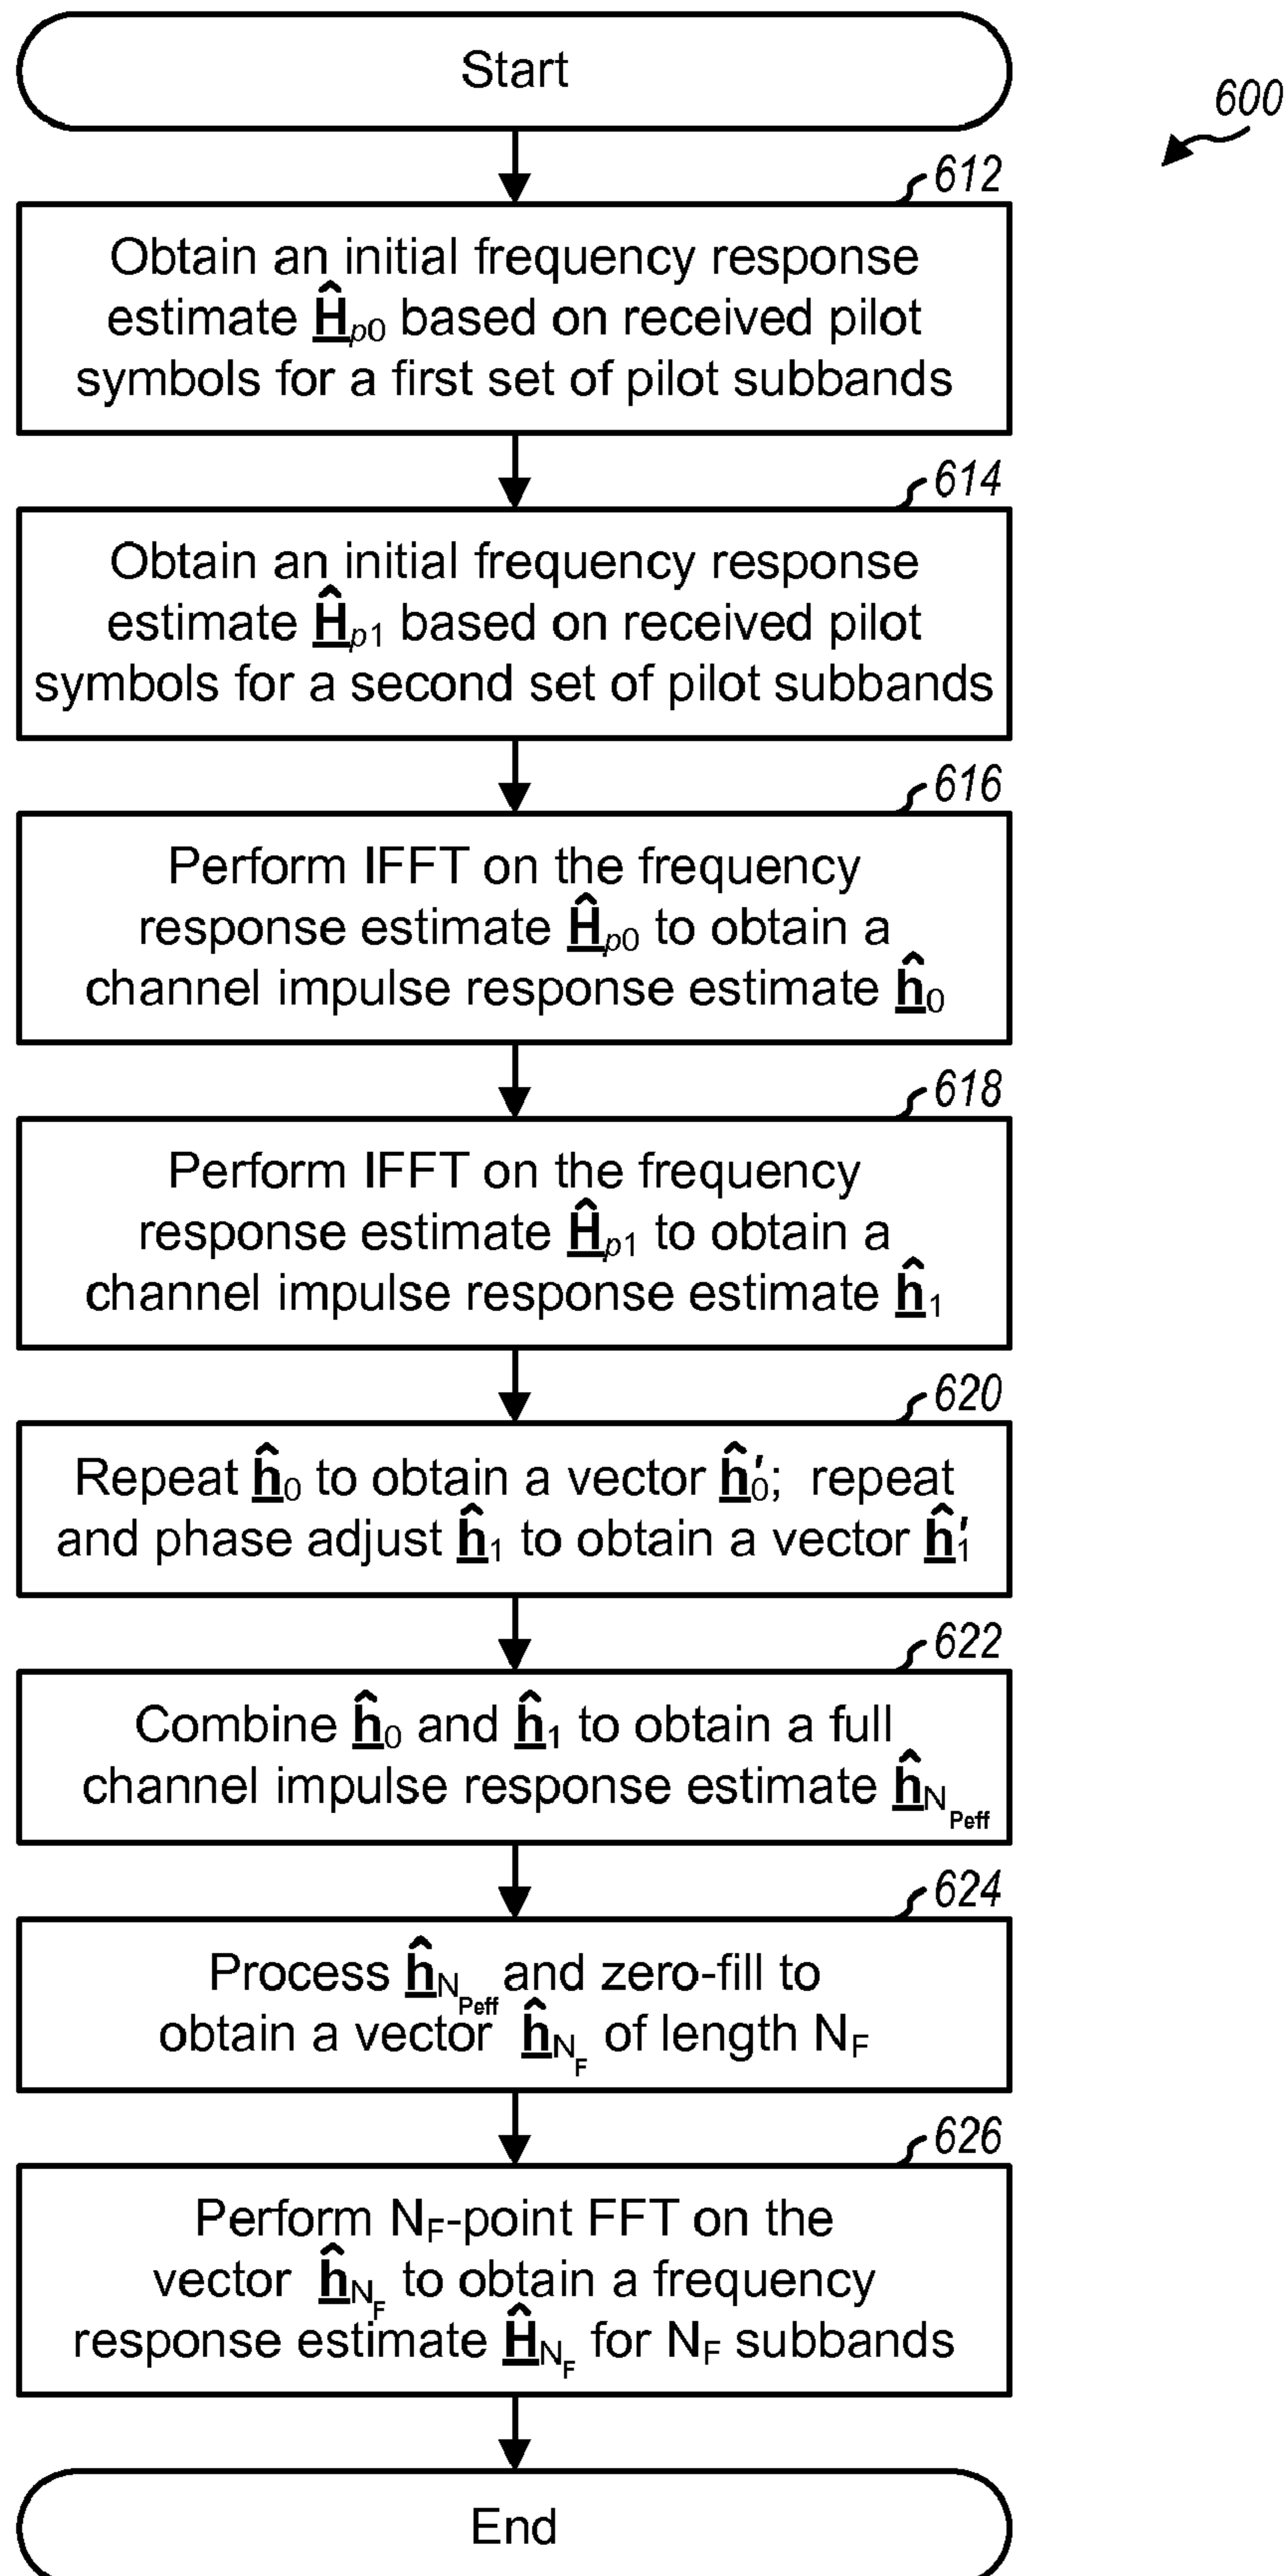 Start
600
612
Obtain an initial frequency response
estimate Ĥp0 based on received pilot
symbols for a first set of pilot subbands
614
Obtain an initial frequency response
estimate Ĥp1 based on received pilot
symbols for a second set of pilot subbands
616
Perform IFFT on the frequency
response estimate Ĥp0 to obtain a
channel impulse response estimate ĥ0
618
Perform IFFT on the frequency
response estimate Ĥp1 to obtain a
channel impulse response estimate ĥ1
620
Repeat ĥ0 to obtain a vector ĥ'0; repeat
and phase adjust ĥ1 to obtain a vector ĥ'1
622
Combine ĥ0 and ĥ1 to obtain a full
channel impulse response estimate ĥNPeff
624
Process ĥNPeff and zero-fill to
obtain a vector ĥNF of length NF
626
Perform NF-point FFT on the
vector ĥNF to obtain a frequency
response estimate ĤNF for NF subbands
End